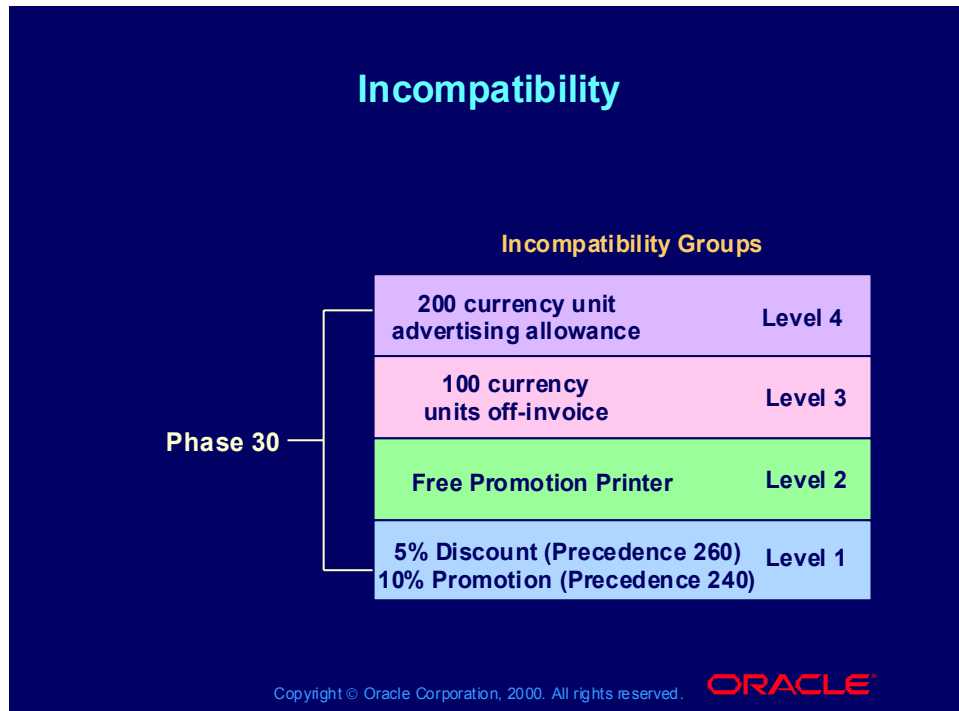 Incompatibility
Incompatibility Groups
200 currency unit
advertising allowance
Level 4
100 currency
units off-invoice
Level 3
Phase 30
Free Promotion Printer
Level 2
5% Discount (Precedence 260)
10% Promotion (Precedence 240)
Level 1
Copyright © Oracle Corporation, 2000. All rights reserved.
ORACLE®